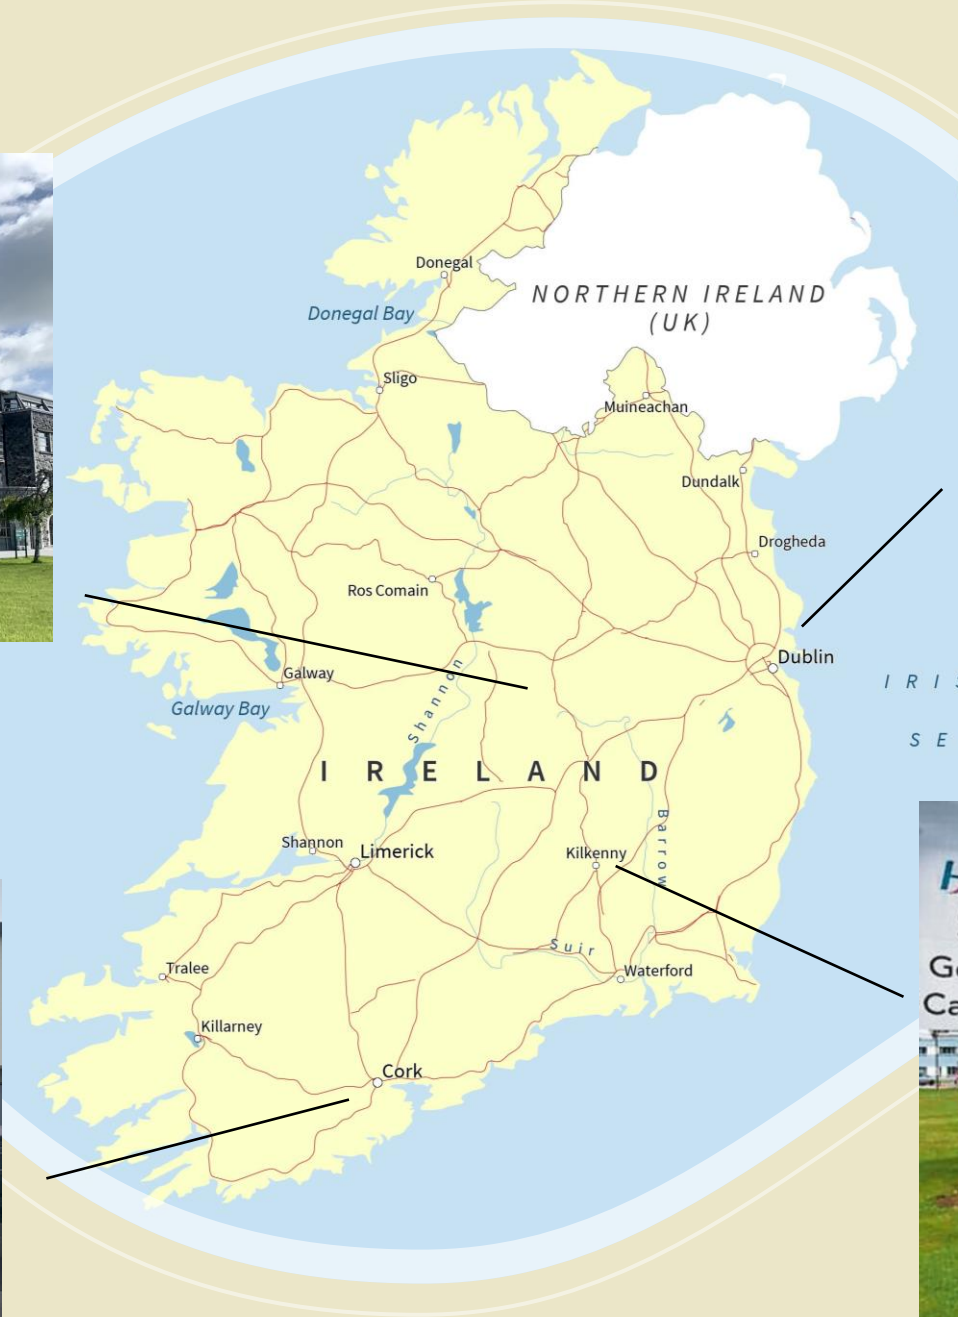 Donegal
NORTHERN IRELAND
(UK)
Donegal Bay
Sligo
Muineachan
Dundalk
Drogheda
Ros Comain
Dublin
Galway
Shannon
Galway Bay
IRELAND
Barrow
Shannon
Limerick
Kilkenny
Suir
Tralee
Waterford
Killarney
Cork